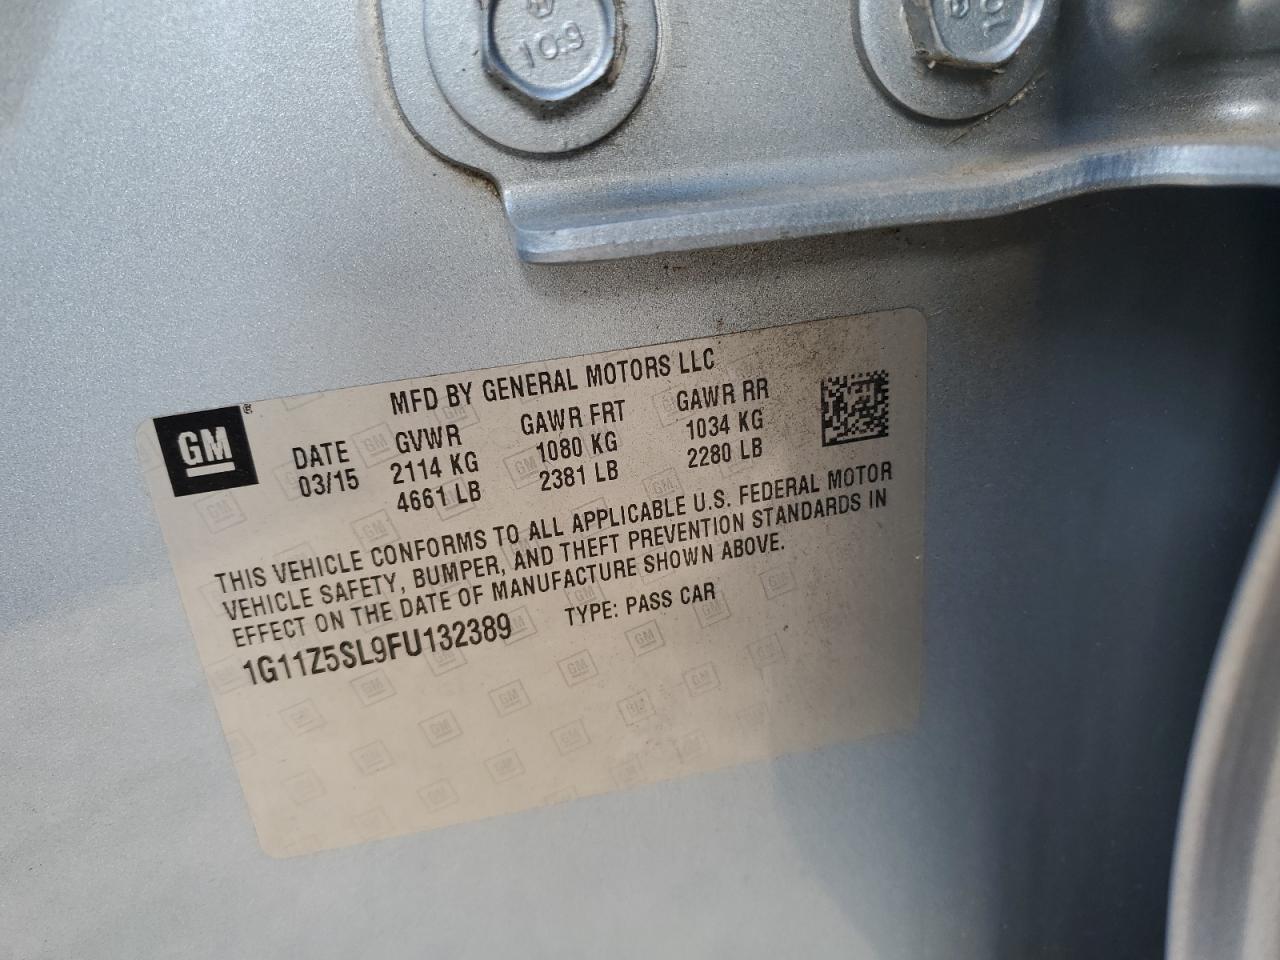 10.9
10
MFD BY GENERAL MOTORS LLC
GM ®
DATE GVWR GAWR FRT GAWR RR
03/15 2114 KG 1080 KG 1034 KG
4661 LB 2381 LB 2280 LB
THIS VEHICLE CONFORMS TO ALL APPLICABLE U.S. FEDERAL MOTOR
VEHICLE SAFETY, BUMPER, AND THEFT PREVENTION STANDARDS IN
EFFECT ON THE DATE OF MANUFACTURE SHOWN ABOVE.
1G11Z5SL9FU132389 TYPE: PASS CAR